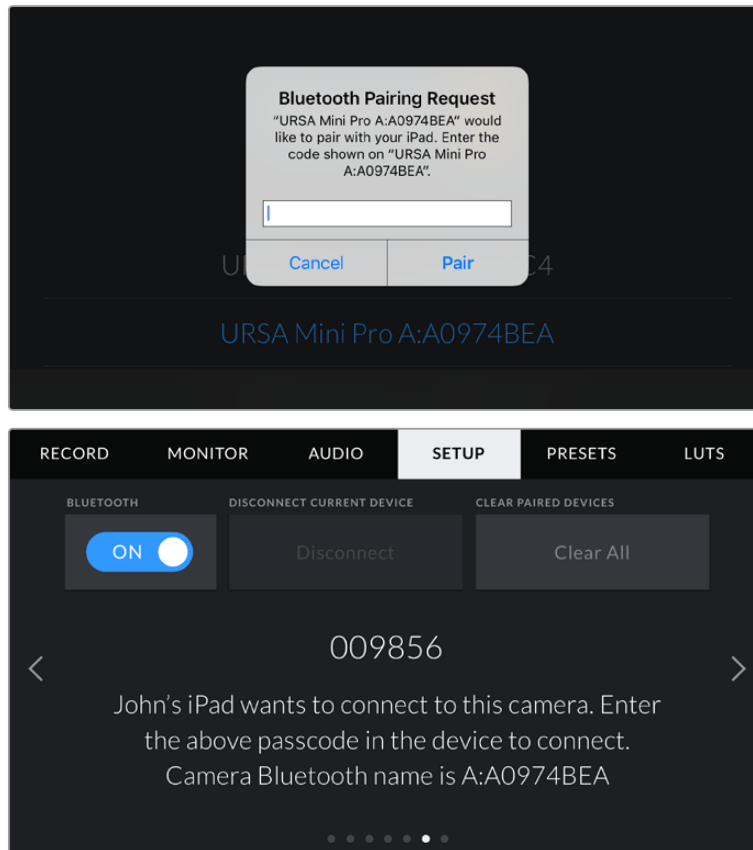 Bluetooth Pairing Request
“URSA Mini Pro A:A0974BEA” would
like to pair with your iPad. Enter the
code shown on “URSA Mini Pro
A:A0974BEA”.
Cancel Pair
U C4
URSA Mini Pro A:A0974BEA
RECORD MONITOR AUDIO SETUP PRESETS LUTS
BLUETOOTH DISCONNECT CURRENT DEVICE CLEAR PAIRED DEVICES
ON Disconnect Clear All
009856
John’s iPad wants to connect to this camera. Enter
the above passcode in the device to connect.
Camera Bluetooth name is A:A0974BEA